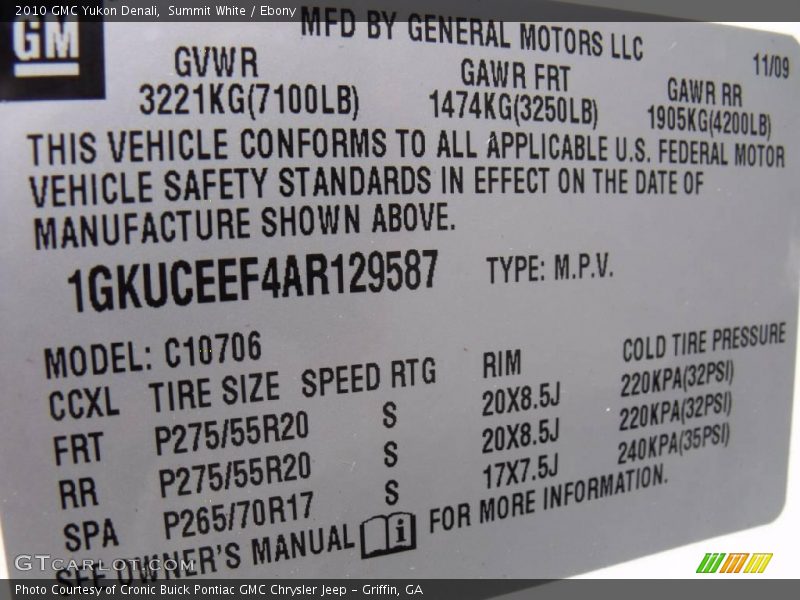 2010 GMC Yukon Denali,  Summit White / Ebony
GM
MFD BY GENERAL MOTORS LLC
11/09
GVWR GAWR FRT GAWR RR
3221KG(7100LB) 1474KG(3250LB) 1905KG(4200LB)
THIS VEHICLE CONFORMS TO ALL APPLICABLE U.S. FEDERAL MOTOR
VEHICLE SAFETY STANDARDS IN EFFECT ON THE DATE OF
MANUFACTURE SHOWN ABOVE.
1GKUCEEF4AR129587 TYPE: M.P.V.
MODEL: C10706
CCXL TIRE SIZE SPEED RTG RIM COLD TIRE PRESSURE
FRT P275/55R20 S 20X8.5J 220KPA(32PSI)
RR P275/55R20 S 20X8.5J 220KPA(32PSI)
SPA P265/70R17 S 17X7.5J 240KPA(35PSI)
SEE OWNER'S MANUAL i FOR MORE INFORMATION.
GTcarlot.com
Photo Courtesy of Cronic Buick Pontiac GMC Chrysler Jeep - Griffin, GA